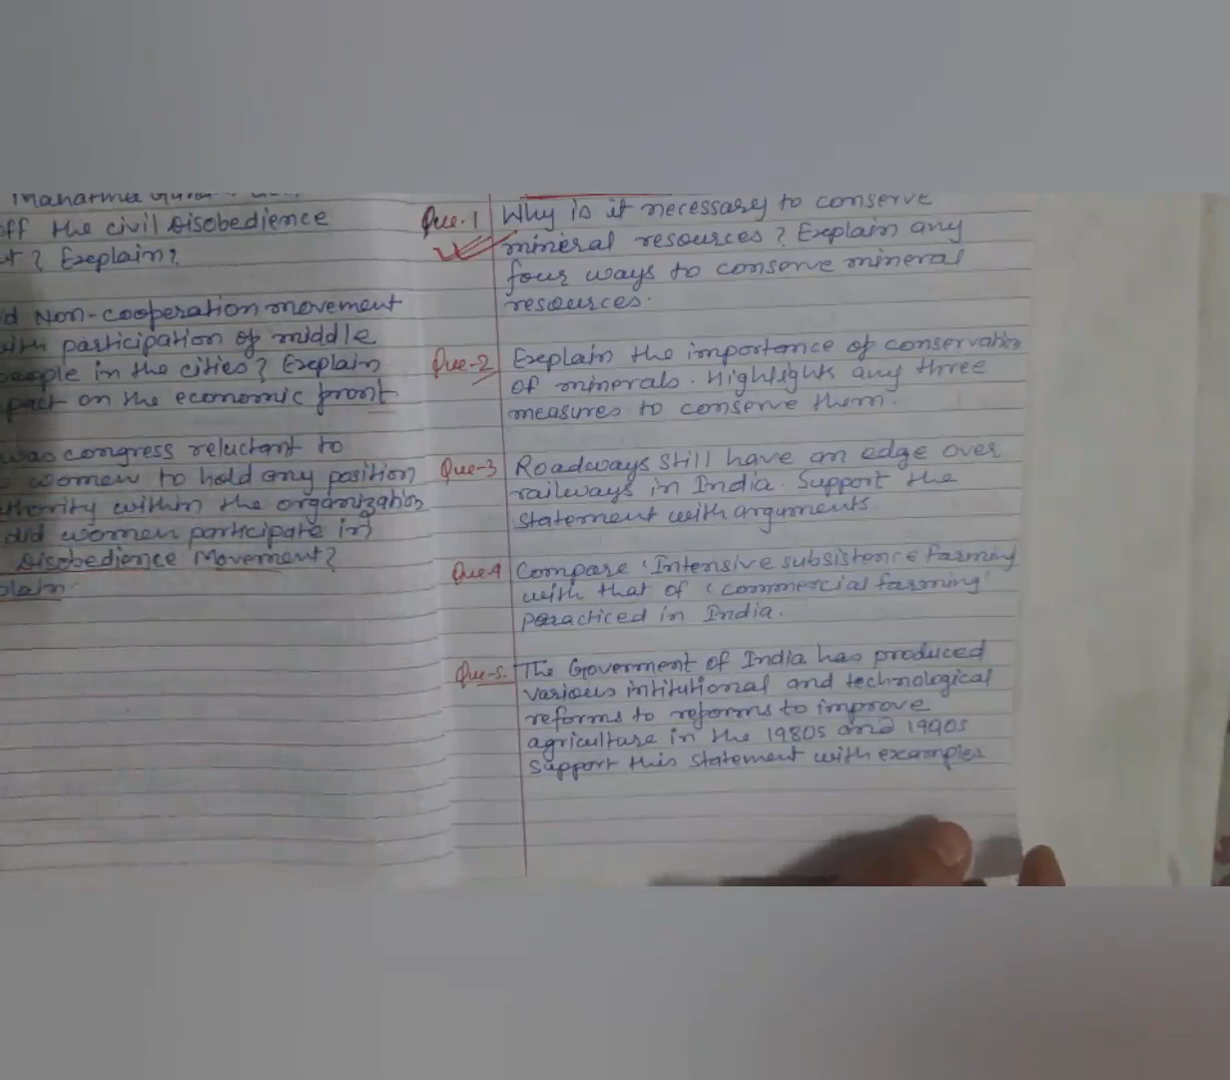 off the civil Disobedience
? Explain?
d Non-cooperation movement
with participation of middle
people in the cities? Explain
on the economic front
was congress reluctant to
women to hold any position
within the organization
did women participate in
Disobedience Movement?
Que.1 Why is it necessary to conserve
mineral resources? Explain any
four ways to conserve mineral
resources.
Que-2 Explain the importance of conservation
of minerals. Highlights any three
measures to conserve them.
Que-3 Roadways still have an edge over
railways in India. Support the
statement with arguments
Que4 Compare 'Intensive subsistence farming
with that of 'commercial farming'
practiced in India.
Que-5. The Goverment of India has produced
various intitutional and technological
reforms to reforms to improve
agriculture in the 1980s and 1990s
Support this statement with examples